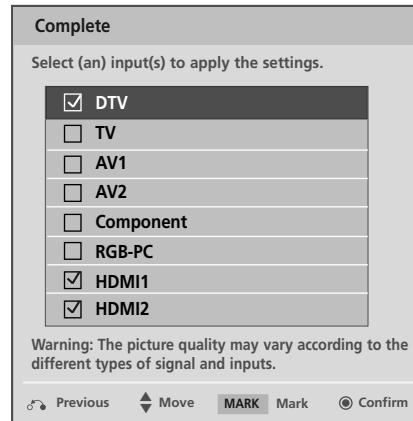 Complete
Select (an) input(s) to apply the settings.
DTV
TV
AV1
AV2
Component
RGB-PC
HDMI1
HDMI2
Warning: The picture quality may vary according to the
different types of signal and inputs.
Previous Move MARK Mark Confirm